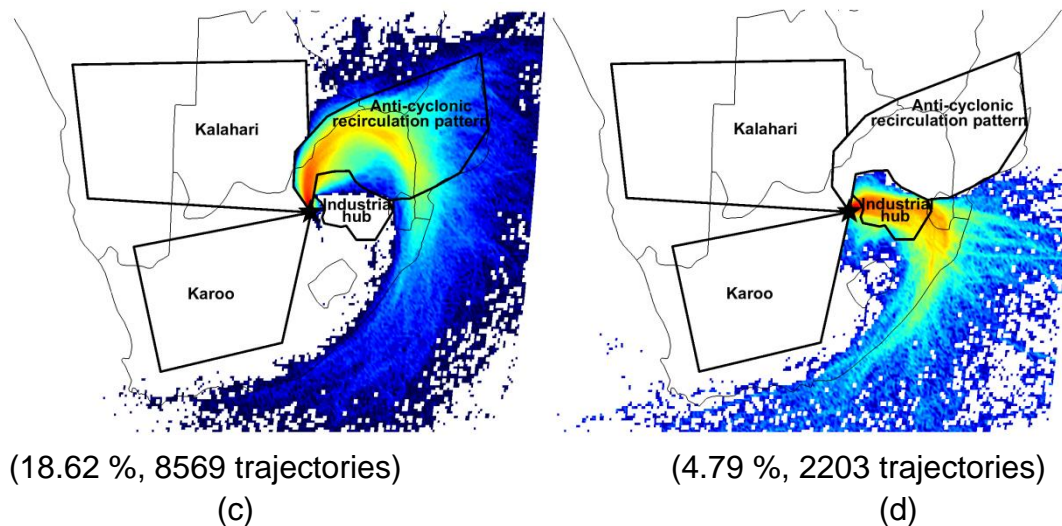 Kalahari
Anti-cyclonic
recirculation pattern
Industrial
hub
Karoo
Kalahari
Anti-cyclonic
recirculation pattern
Industrial
hub
Karoo
(18.62 %, 8569 trajectories)
(c)
(4.79 %, 2203 trajectories)
(d)